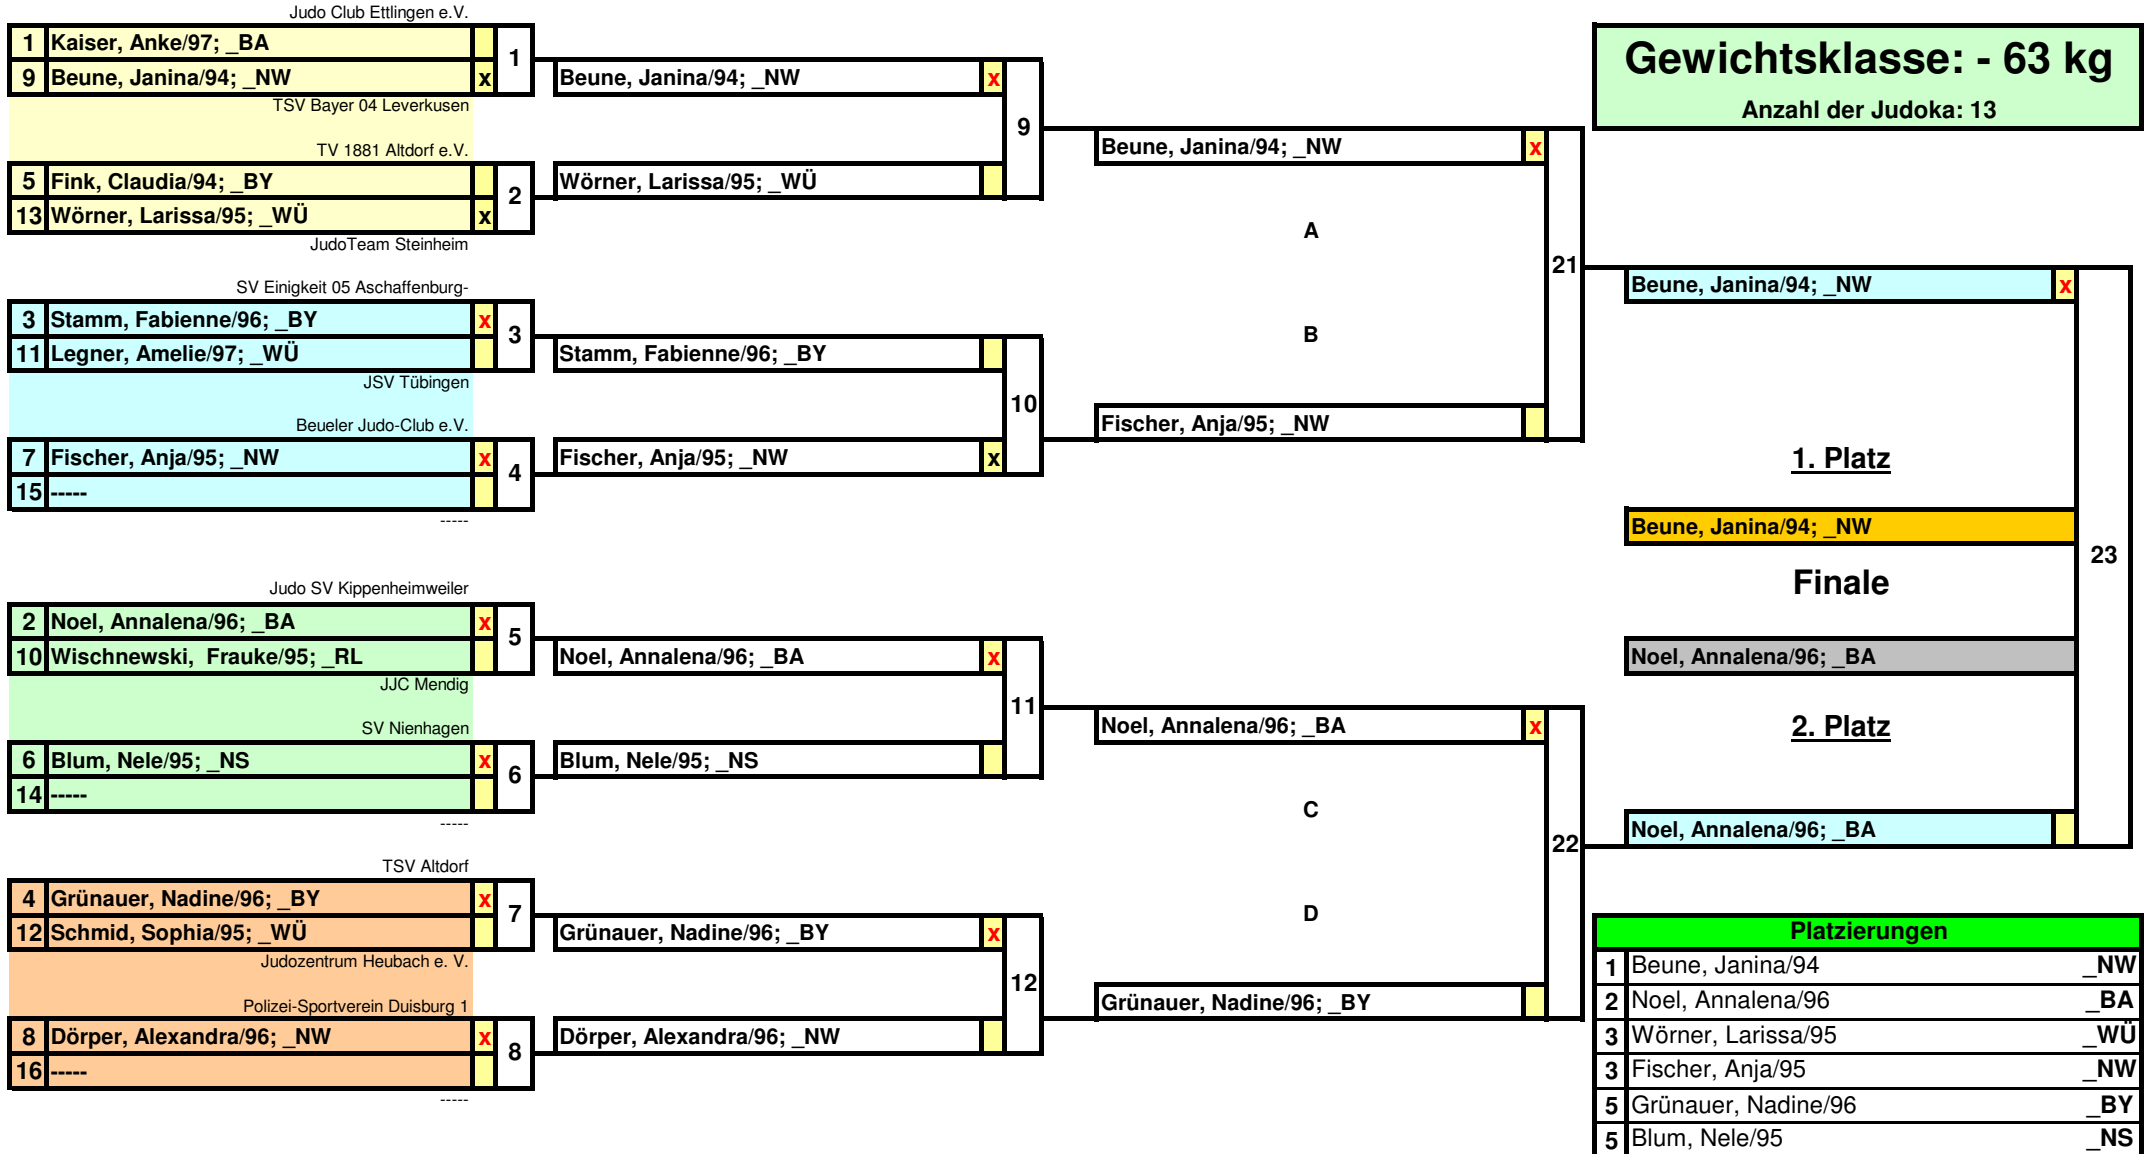 Judo Club Ettlingen e.V.
1 Kaiser, Anke/97; _BA
9 Beune, Janina/94; _NW x
1
TSV Bayer 04 Leverkusen
TV 1881 Altdorf e.V.
5 Fink, Claudia/94; _BY
13 Wörner, Larissa/95; _WÜ x
2
JudoTeam Steinheim
SV Einigkeit 05 Aschaffenburg-
3 Stamm, Fabienne/96; _BY x
11 Legner, Amelie/97; _WÜ
3
JSV Tübingen
Beueler Judo-Club e.V.
7 Fischer, Anja/95; _NW x
15 -----
4
-----
Judo SV Kippenheimweiler
2 Noel, Annalena/96; _BA x
10 Wischnewski,  Frauke/95; _RL
5
JJC Mendig
SV Nienhagen
6 Blum, Nele/95; _NS x
14 -----
6
-----
TSV Altdorf
4 Grünauer, Nadine/96; _BY x
12 Schmid, Sophia/95; _WÜ
7
Judozentrum Heubach e. V.
Polizei-Sportverein Duisburg 1
8 Dörper, Alexandra/96; _NW x
16 -----
8
-----
Beune, Janina/94; _NW x
9
Wörner, Larissa/95; _WÜ
Stamm, Fabienne/96; _BY
10
Fischer, Anja/95; _NW x
Noel, Annalena/96; _BA x
11
Blum, Nele/95; _NS
Grünauer, Nadine/96; _BY x
12
Dörper, Alexandra/96; _NW
Beune, Janina/94; _NW x
A
21
B
Fischer, Anja/95; _NW
Noel, Annalena/96; _BA x
C
22
D
Grünauer, Nadine/96; _BY
Gewichtsklasse: - 63 kg
Anzahl der Judoka: 13
Beune, Janina/94; _NW x
1. Platz
Beune, Janina/94; _NW
23
Finale
Noel, Annalena/96; _BA
2. Platz
Noel, Annalena/96; _BA
Platzierungen
1 Beune, Janina/94 _NW
2 Noel, Annalena/96 _BA
3 Wörner, Larissa/95 _WÜ
3 Fischer, Anja/95 _NW
5 Grünauer, Nadine/96 _BY
5 Blum, Nele/95 _NS